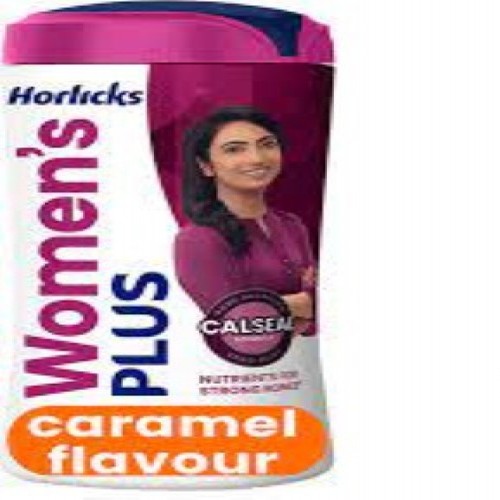 Horlicks
Women's
PLUS
CALSEAL
NUTRIENTS FOR
STRONG BONES
caramel
flavour